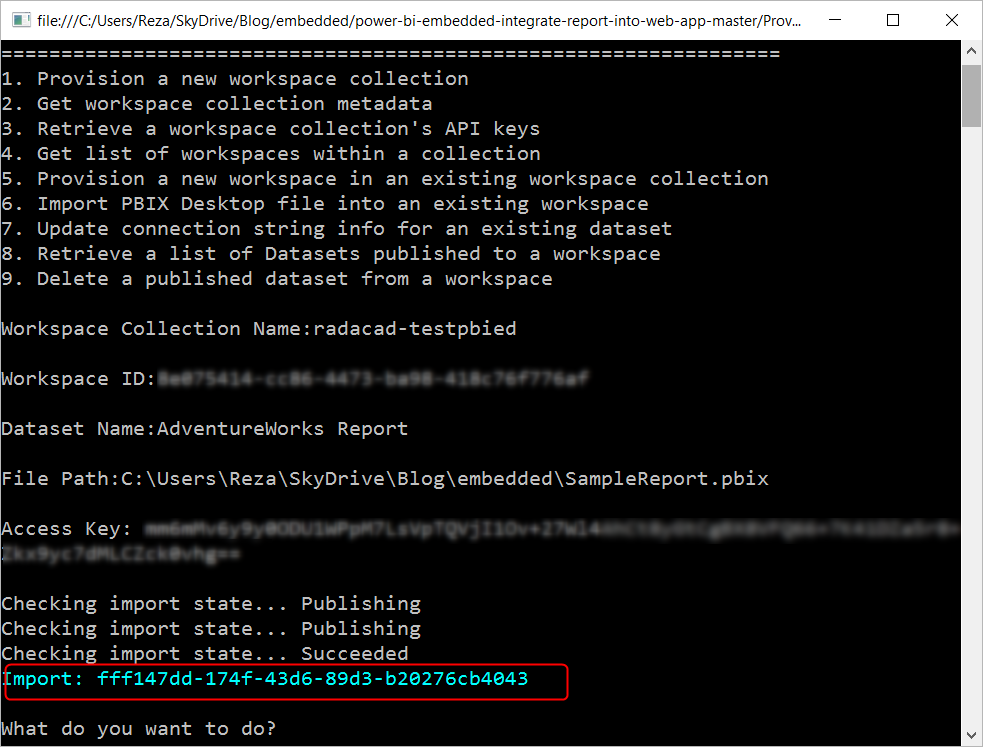 file:///C:/Users/Reza/SkyDrive/Blog/embedded/power-bi-embedded-integrate-report-into-web-app-master/Prov...
=================================================================
1. Provision a new workspace collection
2. Get workspace collection metadata
3. Retrieve a workspace collection's API keys
4. Get list of workspaces within a collection
5. Provision a new workspace in an existing workspace collection
6. Import PBIX Desktop file into an existing workspace
7. Update connection string info for an existing dataset
8. Retrieve a list of Datasets published to a workspace
9. Delete a published dataset from a workspace
Workspace Collection Name:radacad-testpbied
Workspace ID:
Dataset Name:AdventureWorks Report
File Path:C:\Users\Reza\SkyDrive\Blog\embedded\SampleReport.pbix
Access Key:
Checking import state... Publishing
Checking import state... Publishing
Checking import state... Succeeded
Import: fff147dd-174f-43d6-89d3-b20276cb4043
What do you want to do?